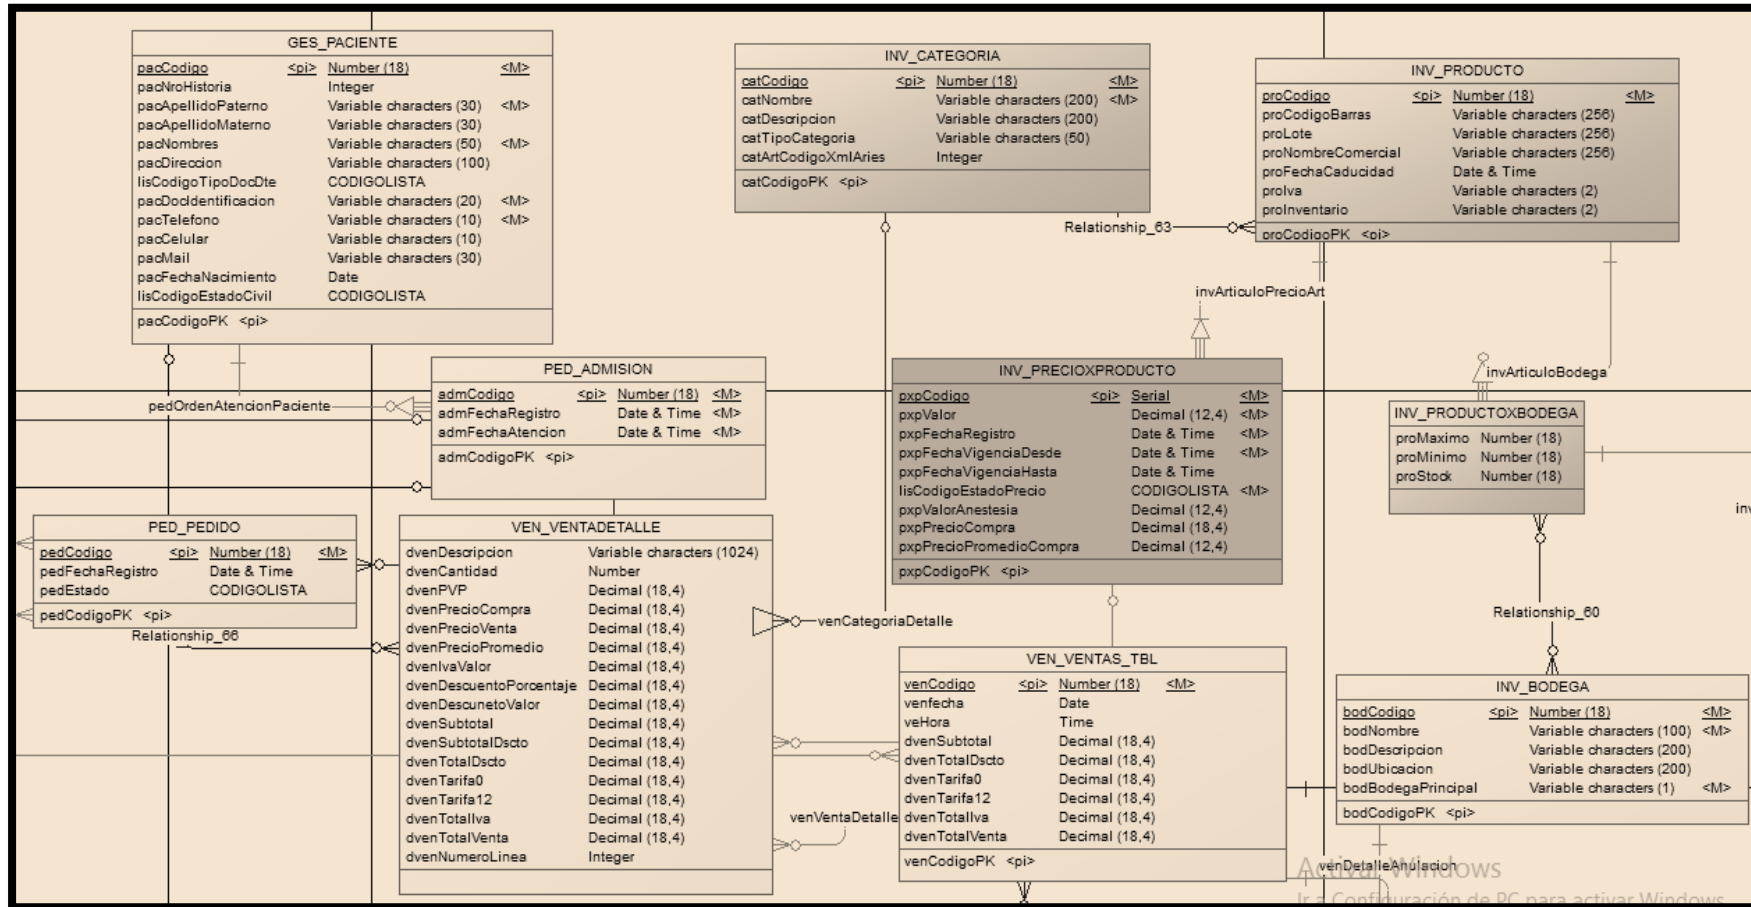 GES_PACIENTE
pacCodigo <pi> Number (18) <M>
pacNroHistoria Integer
pacApellidoPaterno Variable characters (30) <M>
pacApellidoMaterno Variable characters (30)
pacNombres Variable characters (50) <M>
pacDireccion Variable characters (100)
lisCodigoTipoDocDte CODIGOLISTA
pacDocIdentificacion Variable characters (20) <M>
pacTelefono Variable characters (10) <M>
pacCelular Variable characters (10)
pacMail Variable characters (30)
pacFechaNacimiento Date
lisCodigoEstadoCivil CODIGOLISTA
pacCodigoPK <pi>
INV_CATEGORIA
catCodigo <pi> Number (18) <M>
catNombre Variable characters (200) <M>
catDescripcion Variable characters (200)
catTipoCategoria Variable characters (50)
catArtCodigoXmlAries Integer
catCodigoPK <pi>
Relationship_63
INV_PRODUCTO
proCodigo <pi> Number (18) <M>
proCodigoBarras Variable characters (256)
proLote Variable characters (256)
proNombreComercial Variable characters (256)
proFechaCaducidad Date & Time
proIva Variable characters (2)
proInventario Variable characters (2)
proCodigoPK <pi>
invArticuloPrecioArt
invArticuloBodega
pedOrdenAtencionPaciente
PED_ADMISION
admCodigo <pi> Number (18) <M>
admFechaRegistro Date & Time <M>
admFechaAtencion Date & Time <M>
admCodigoPK <pi>
INV_PRECIOXPRODUCTO
pxpCodigo <pi> Serial <M>
pxpValor Decimal (12,4) <M>
pxpFechaRegistro Date & Time <M>
pxpFechaVigenciaDesde Date & Time <M>
pxpFechaVigenciaHasta Date & Time
lisCodigoEstadoPrecio CODIGOLISTA <M>
pxpValorAnestesia Decimal (12,4)
pxpPrecioCompra Decimal (18,4)
pxpPrecioPromedioCompra Decimal (12,4)
pxpCodigoPK <pi>
INV_PRODUCTOXBODEGA
proMaximo Number (18)
proMinimo Number (18)
proStock Number (18)
inv
PED_PEDIDO
pedCodigo <pi> Number (18) <M>
pedFechaRegistro Date & Time
pedEstado CODIGOLISTA
pedCodigoPK <pi>
Relationship_66
VEN_VENTADETALLE
dvenDescripcion Variable characters (1024)
dvenCantidad Number
dvenPVP Decimal (18,4)
dvenPrecioCompra Decimal (18,4)
dvenPrecioVenta Decimal (18,4)
dvenPrecioPromedio Decimal (18,4)
dvenIvaValor Decimal (18,4)
dvenDescuentoPorcentaje Decimal (18,4)
dvenDescunetoValor Decimal (18,4)
dvenSubtotal Decimal (18,4)
dvenSubtotalDscto Decimal (18,4)
dvenTotalDscto Decimal (18,4)
dvenTarifa0 Decimal (18,4)
dvenTarifa12 Decimal (18,4)
dvenTotalIva Decimal (18,4)
dvenTotalVenta Decimal (18,4)
dvenNumeroLinea Integer
venCategoriaDetalle
venVentaDetalle
VEN_VENTAS_TBL
venCodigo <pi> Number (18) <M>
venfecha Date
veHora Time
dvenSubtotal Decimal (18,4)
dvenTotalDscto Decimal (18,4)
dvenTarifa0 Decimal (18,4)
dvenTarifa12 Decimal (18,4)
dvenTotalIva Decimal (18,4)
dvenTotalVenta Decimal (18,4)
venCodigoPK <pi>
Relationship_60
INV_BODEGA
bodCodigo <pi> Number (18) <M>
bodNombre Variable characters (100) <M>
bodDescripcion Variable characters (200)
bodUbicacion Variable characters (200)
bodBodegaPrincipal Variable characters (1) <M>
bodCodigoPK <pi>
venDetalleAnulacion
Activar Windows
Ir a Configuración de PC para activar Windows